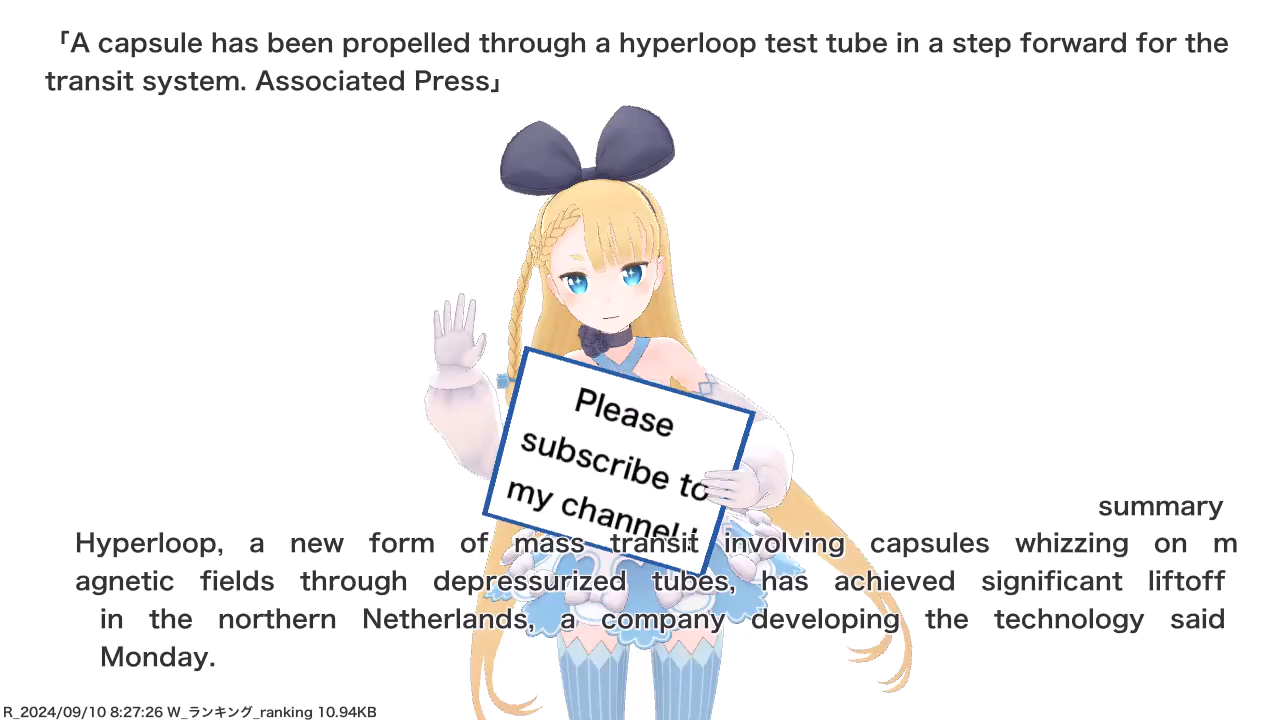 「A capsule has been propelled through a hyperloop test tube in a step forward for the
transit system. Associated Press」
Please
subscribe to
my channel!
summary
Hyperloop, a new form of mass transit involving capsules whizzing on m
agnetic fields through depressurized tubes, has achieved significant liftoff
in the northern Netherlands, a company developing the technology said
Monday.
R_2024/09/10 8:27:26 W_ランキング_ranking 10.94KB